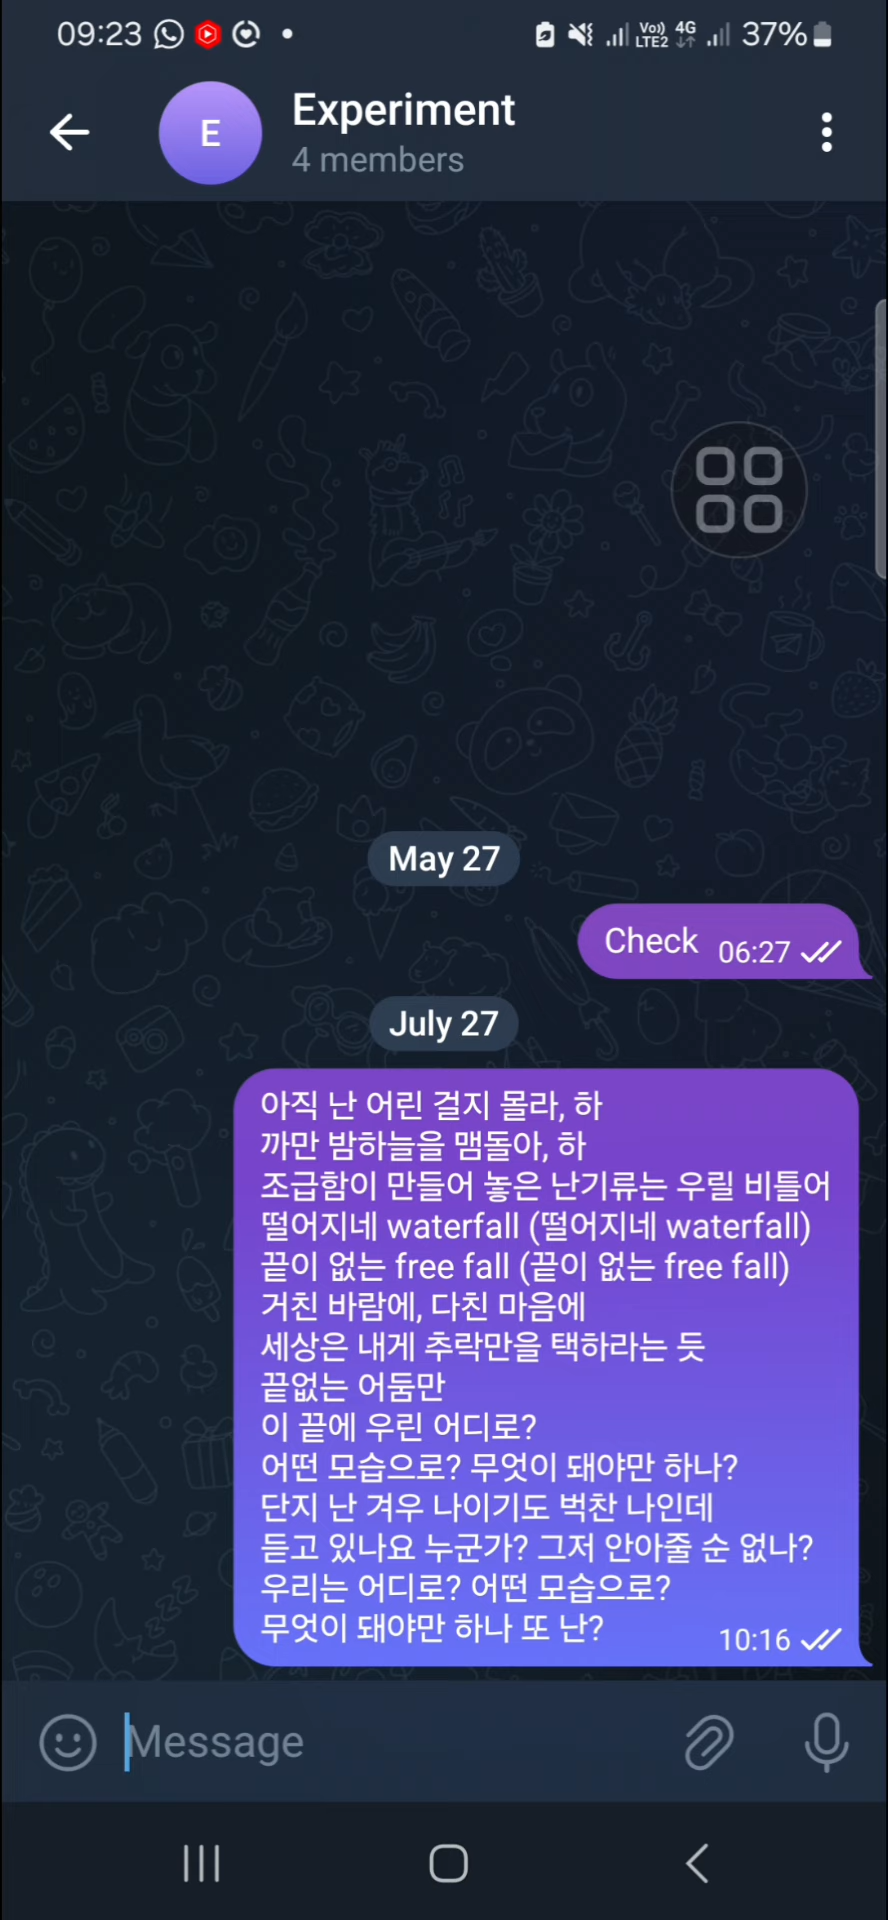 09:23
Vo)) LTE2 4G 37%
E
Experiment
4 members
May 27
Check 06:27
July 27
아직 난 어린 걸지 몰라, 하
까만 밤하늘을 맴돌아, 하
조급함이 만들어 놓은 난기류는 우릴 비틀어
떨어지네 waterfall (떨어지네 waterfall)
끝이 없는 free fall (끝이 없는 free fall)
거친 바람에, 다친 마음에
세상은 내게 추락만을 택하라는 듯
끝없는 어둠만
이 끝에 우린 어디로?
어떤 모습으로? 무엇이 돼야만 하나?
단지 난 겨우 나이기도 벅찬 나인데
듣고 있나요 누군가? 그저 안아줄 순 없나?
우리는 어디로? 어떤 모습으로?
무엇이 돼야만 하나 또 난?
10:16
Message